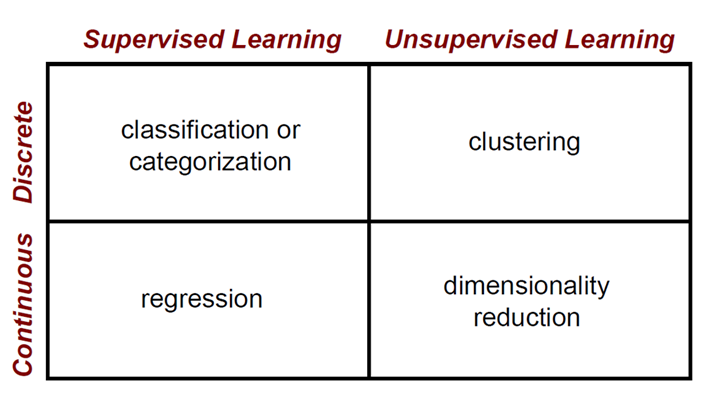 Supervised Learning
Unsupervised Learning
Discrete
classification or
categorization
clustering
Continuous
regression
dimensionality
reduction